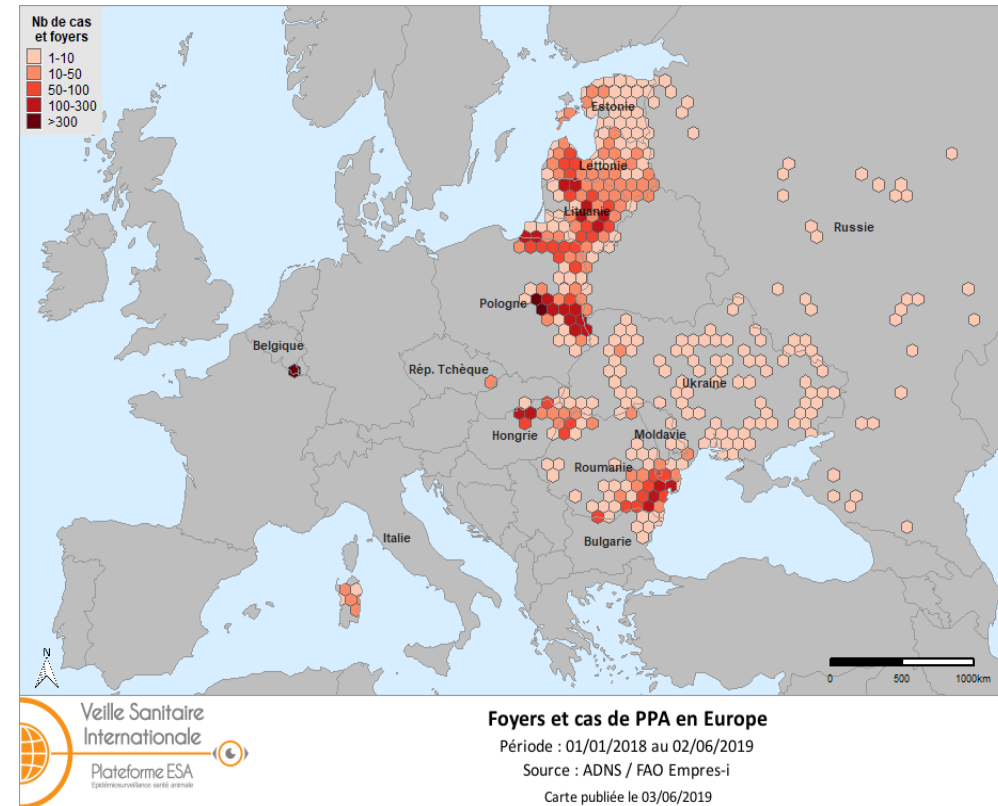 Nb de cas
et foyers
1-10
10-50
50-100
100-300
>300
Estonie
Lettonie
Lituanie
Russie
Pologne
Belgique
Rép. Tchèque
Ukraine
Hongrie
Moldavie
Roumanie
Italie
Bulgarie
N
0 500 1000km
Veille Sanitaire
Internationale
Plateforme ESA
Epidémiosurveillance santé animale
Foyers et cas de PPA en Europe
Période : 01/01/2018 au 02/06/2019
Source : ADNS / FAO Empres-i
Carte publiée le 03/06/2019